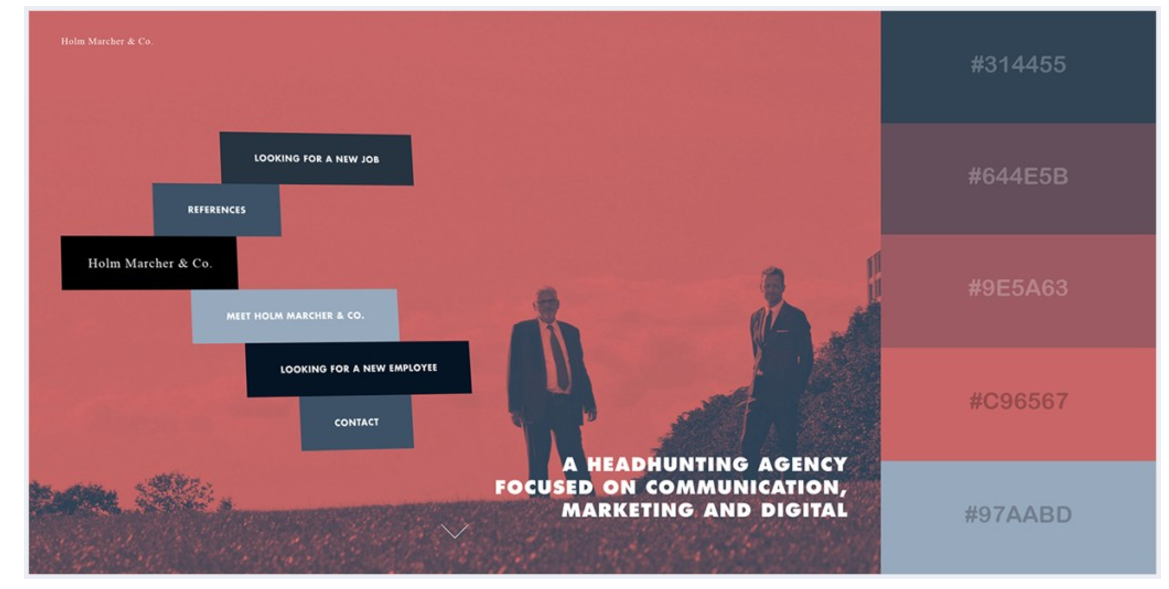 Holm Marcher & Co.
LOOKING FOR A NEW JOB
REFERENCES
Holm Marcher & Co.
MEET HOLM MARCHER & CO.
LOOKING FOR A NEW EMPLOYEE
CONTACT
A HEADHUNTING AGENCY
FOCUSED ON COMMUNICATION,
MARKETING AND DIGITAL
#314455
#644E5B
#9E5A63
#C96567
#97AABD